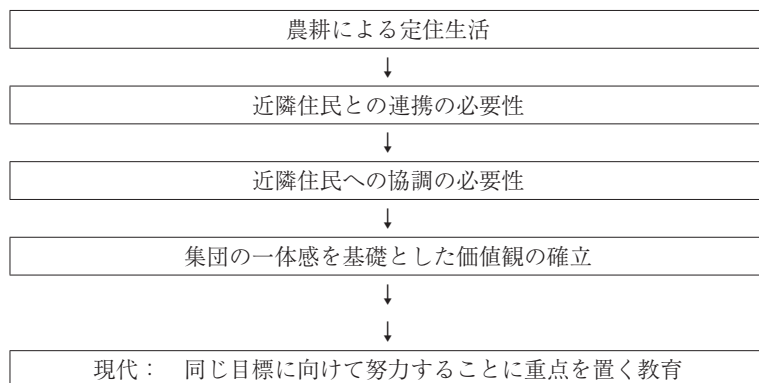 農耕による定住生活
↓
近隣住民との連携の必要性
↓
近隣住民への協調の必要性
↓
集団の一体感を基礎とした価値観の確立
↓
↓
現代：　同じ目標に向けて努力することに重点を置く教育